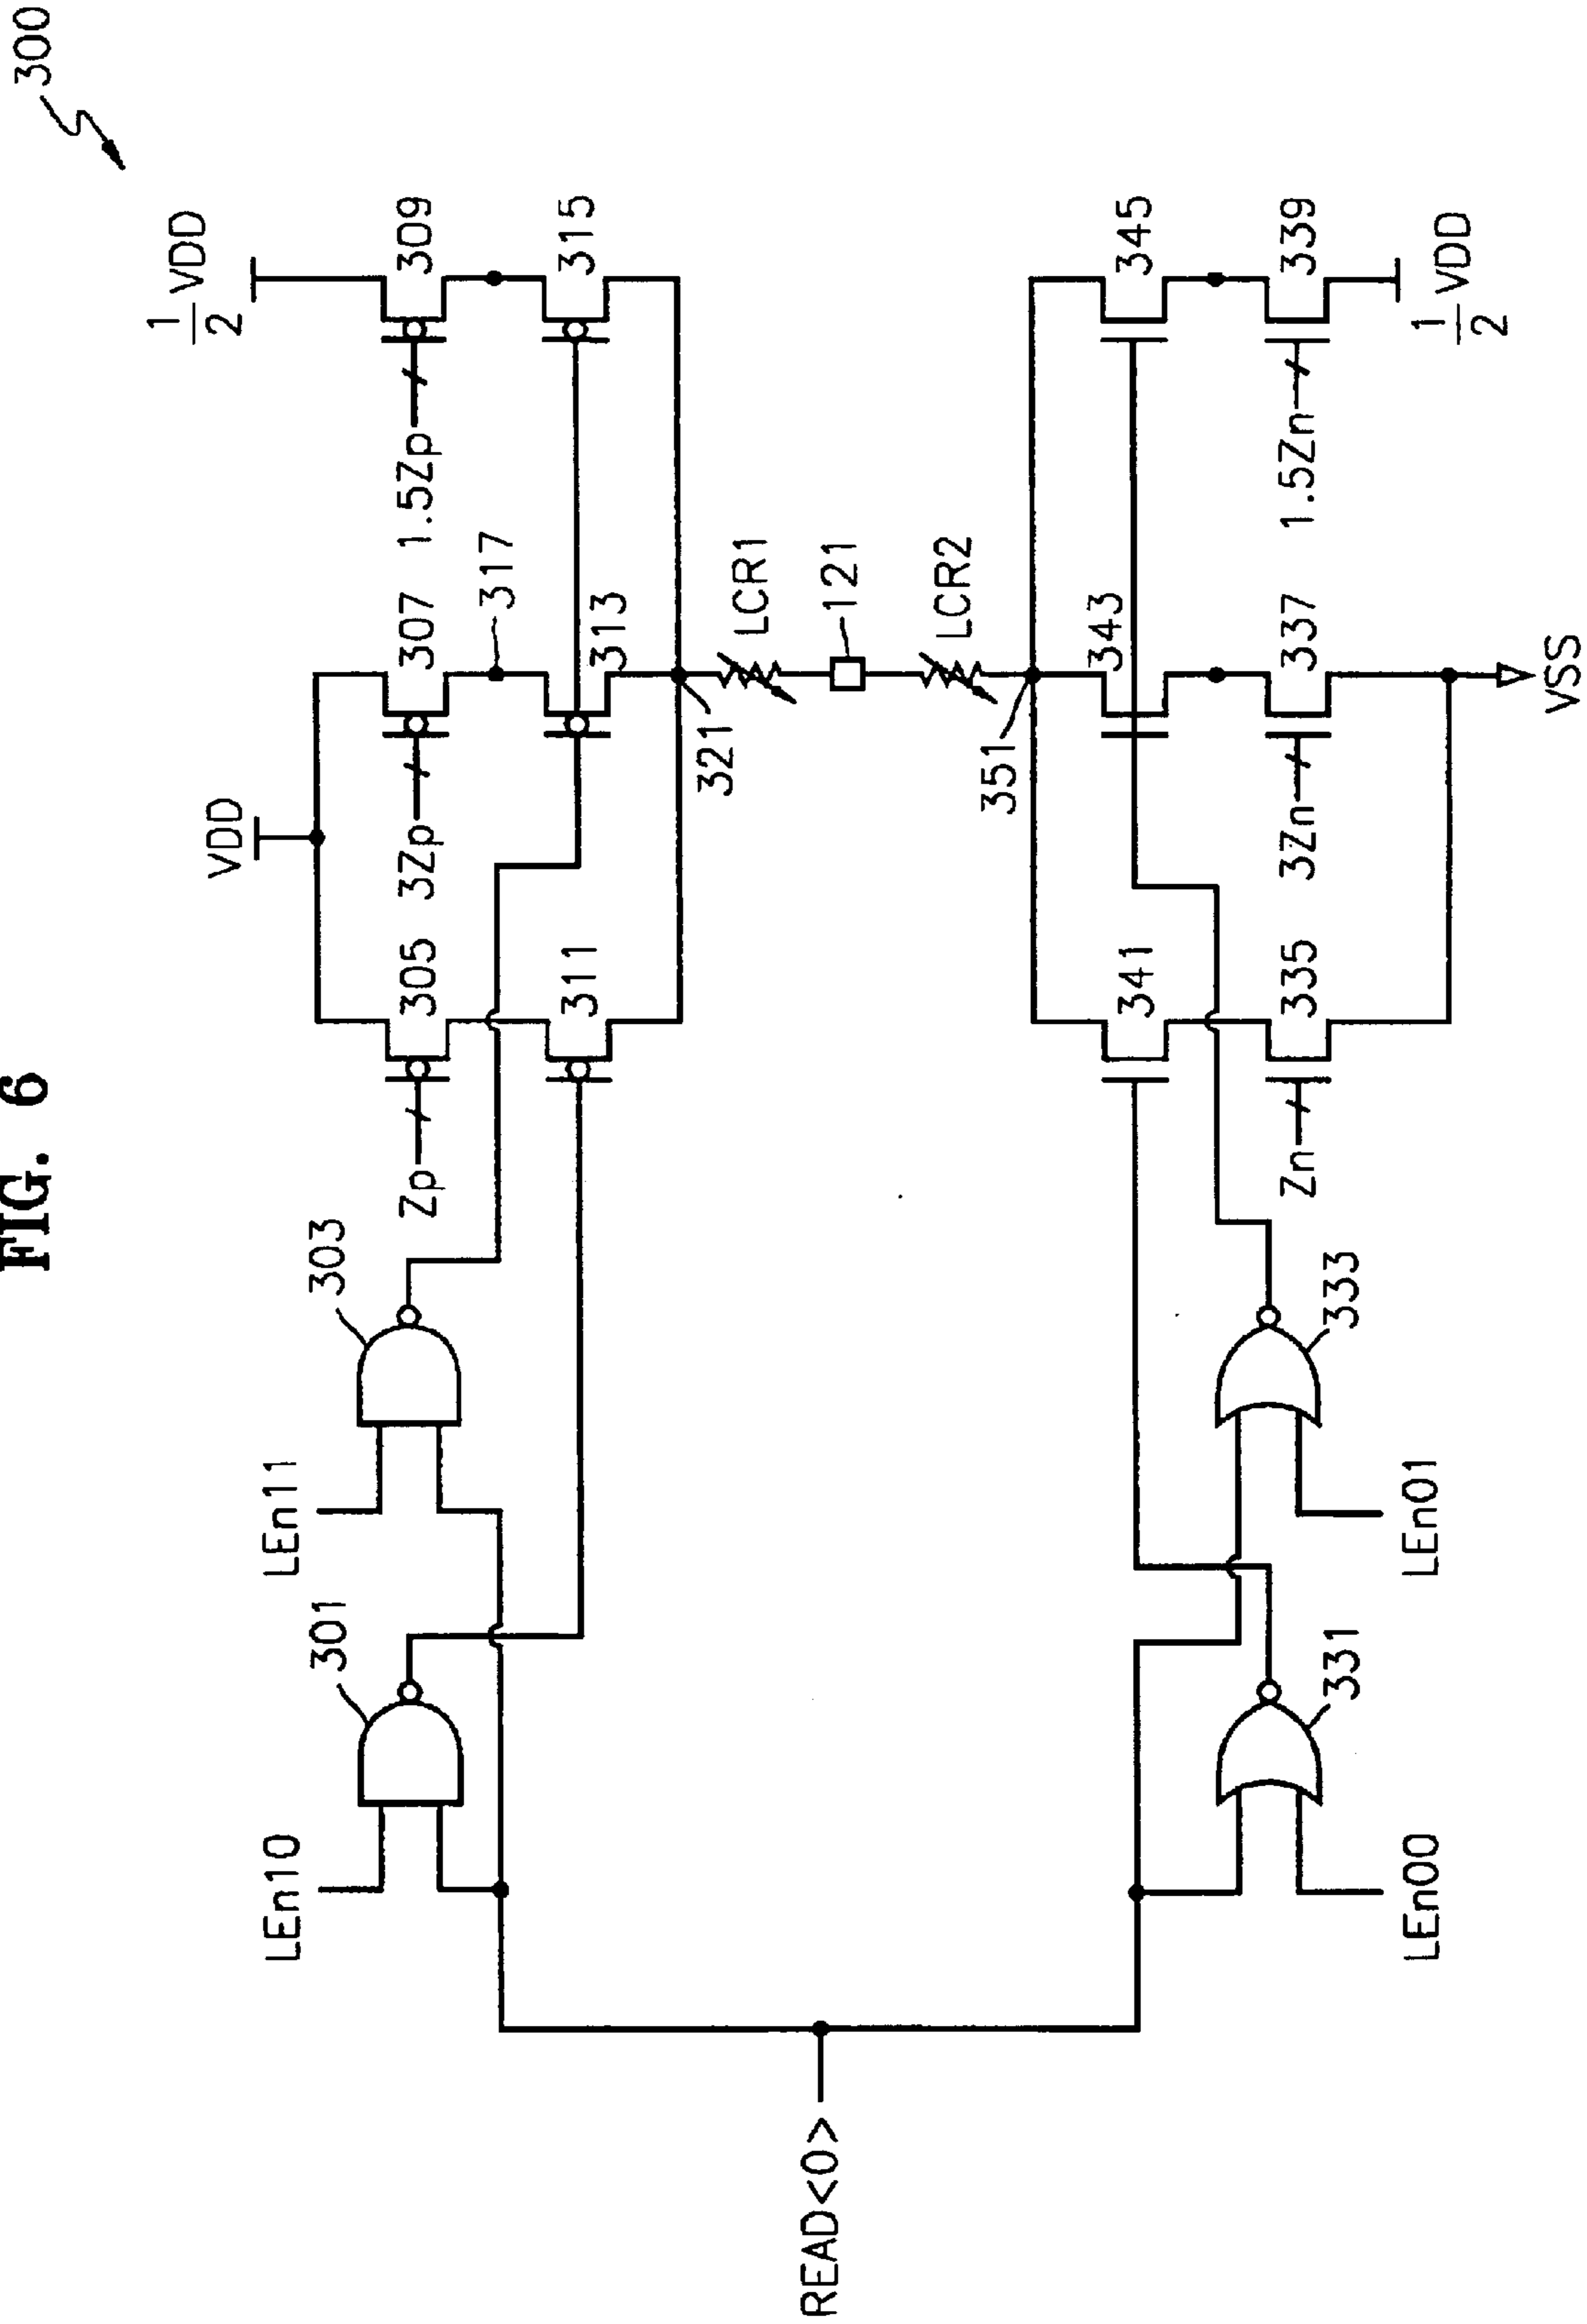 FIG. 6
300
VDD
1/2 VDD
Zp
305
3Zp
307
1.5Zp
309
317
LEn10
301
LEn11
303
311
313
315
321
LCR1
READ<0>
121
LCR2
351
341
343
345
Zn
335
3Zn
337
1.5Zn
339
331
333
LEn00
LEn01
VSS
1/2 VDD